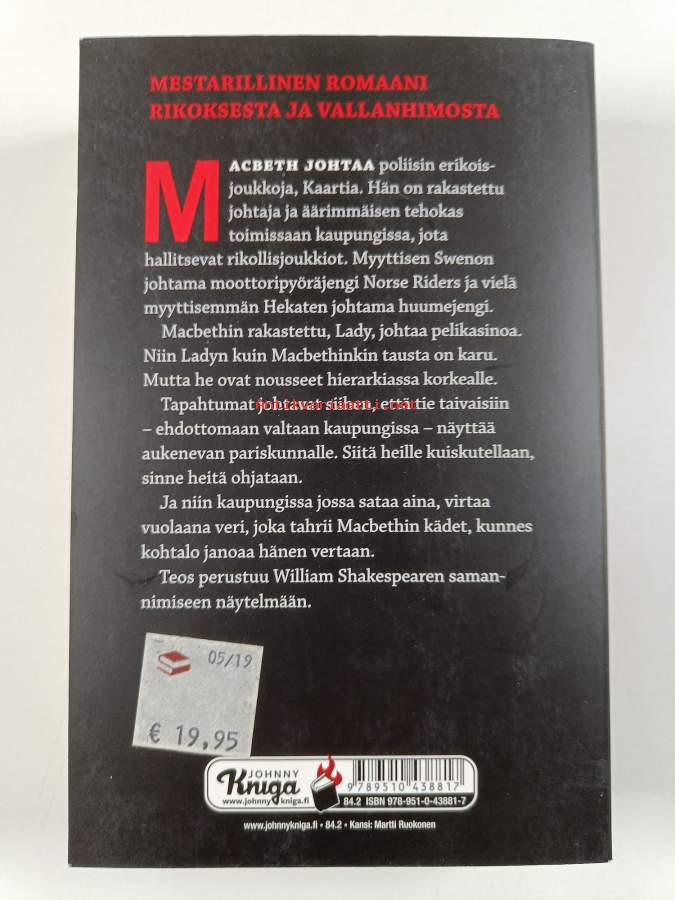 MESTARILLINEN ROMAANI
RIKOKSESTA JA VALLANHIMOSTA
MACBETH JOHTAA poliisin erikois-
joukkoja, Kaartia. Hän on rakastettu
johtaja ja äärimmäisen tehokas
toimissaan kaupungissa, jota
hallitsevat rikollisjoukkiot. Myyttisen Swenon
johtama moottoripyöräjengi Norse Riders ja vielä
myyttisemmän Hekaten johtama huumejengi.
Macbethin rakastettu, Lady, johtaa pelikasinoa.
Niin Ladyn kuin Macbethinkin tausta on karu.
Mutta he ovat nousseet hierarkiassa korkealle.
Tapahtumat johtavat siihen, että tie taivaisiin
– ehdottomaan valtaan kaupungissa – näyttää
aukenevan pariskunnalle. Siitä heille kuiskutellaan,
sinne heitä ohjataan.
Ja niin kaupungissa jossa sataa aina, virtaa
vuolaana veri, joka tahrii Macbethin kädet, kunnes
kohtalo janoaa hänen vertaan.
Teos perustuu William Shakespearen saman-
nimiseen näytelmään.
05/19
€ 19,95
JOHNNY
Kniga
www.johnnykniga.fi
9789510438817
84.2 ISBN 978-951-0-43881-7
www.johnnykniga.fi • 84.2 • Kansi: Martti Ruokonen